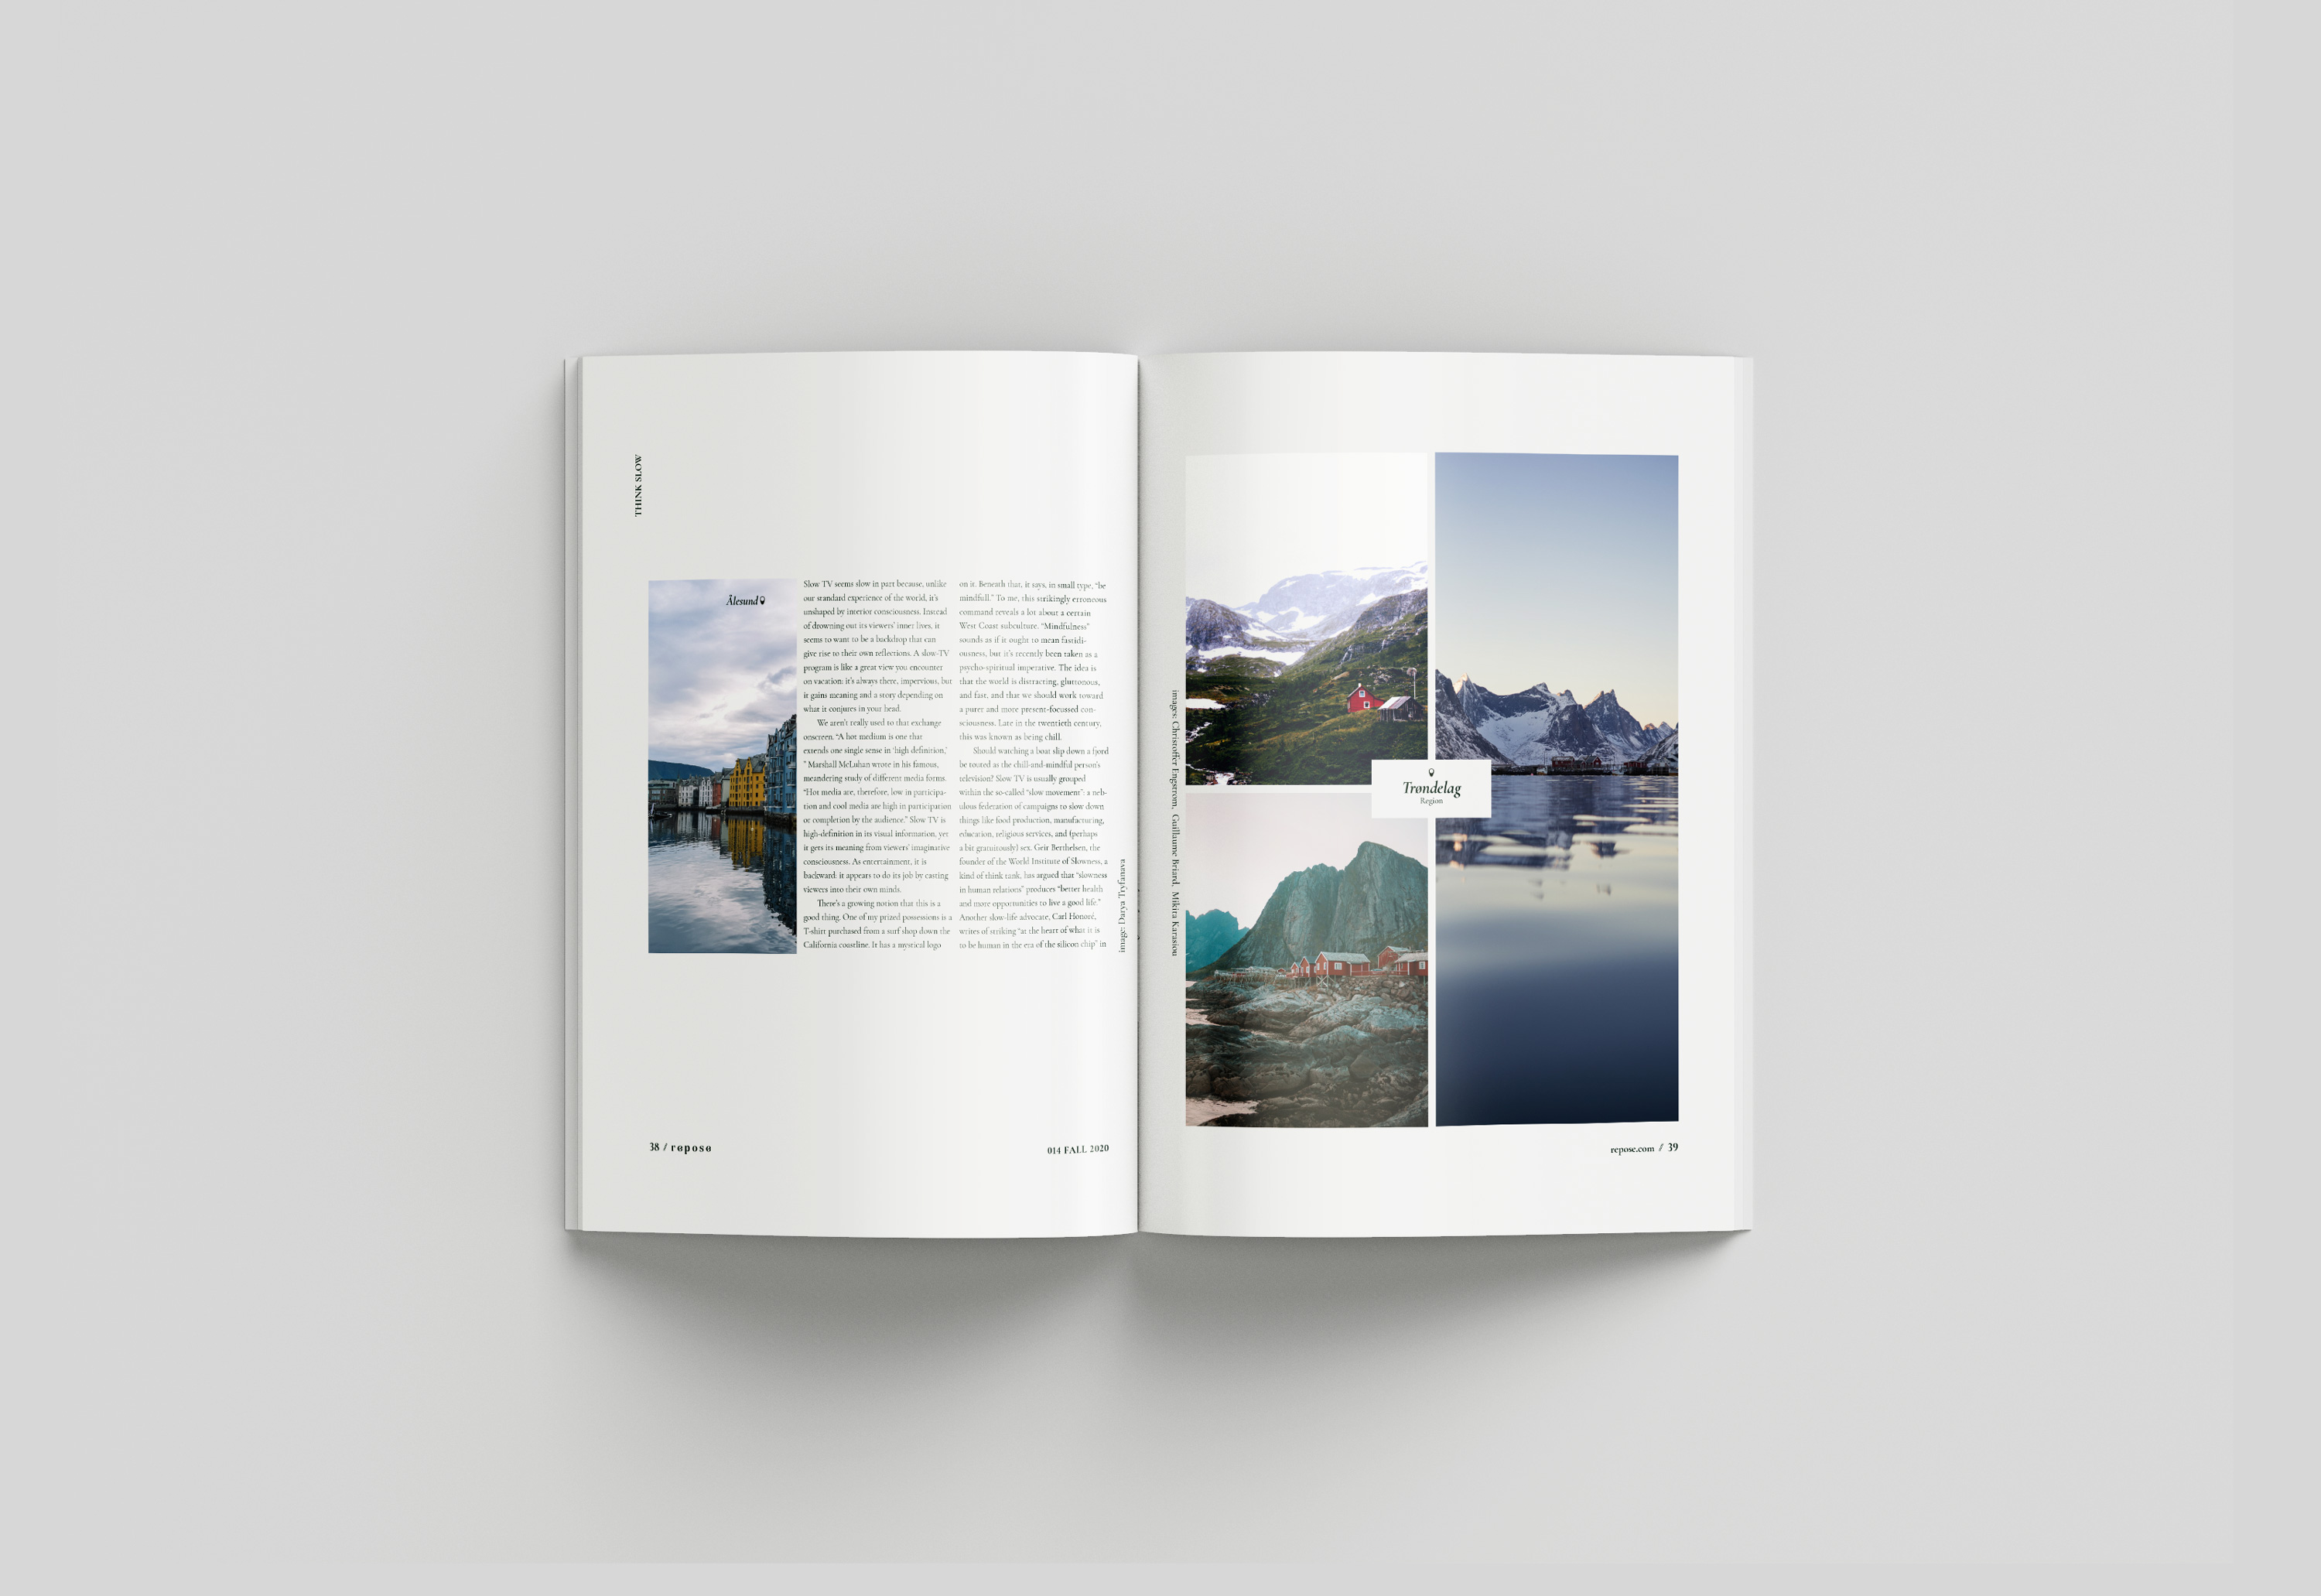 THINK SLOW
Ålesund
Slow TV seems slow in part because, unlike
our standard experience of the world, it's
unshaped by interior consciousness. Instead
of drowning out its viewers' inner lives, it
seems to want to be a backdrop that can
give rise to their own reflections. A slow-TV
program is like a great view you encounter
on vacation: it's always there, impervious, but
it gains meaning and a story depending on
what it conjures in your head.
We aren't really used to that exchange
onscreen. “A hot medium is one that
extends one single sense in ‘high definition,’
” Marshall McLuhan wrote in his famous,
meandering study of different media forms.
“Hot media are, therefore, low in participa-
tion and cool media are high in participation
or completion by the audience.” Slow TV is
high-definition in its visual information, yet
it gets its meaning from viewers' imaginative
consciousness. As entertainment, it is
backward: it appears to do its job by casting
viewers into their own minds.
There's a growing notion that this is a
good thing. One of my prized possessions is a
T-shirt purchased from a surf shop down the
California coastline. It has a mystical logo
on it. Beneath that, it says, in small type, “be
mindfull.” To me, this strikingly erroneous
command reveals a lot about a certain
West Coast subculture. “Mindfulness”
sounds as if it ought to mean fastidi-
ousness, but it's recently been taken as a
psycho-spiritual imperative. The idea is
that the world is distracting, gluttonous,
and fast, and that we should work toward
a purer and more present-focussed con-
sciousness. Late in the twentieth century,
this was known as being chill.
Should watching a boat slip down a fjord
be touted as the chill-and-mindful person's
television? Slow TV is usually grouped
within the so-called “slow movement”: a neb-
ulous federation of campaigns to slow down
things like food production, manufacturing,
education, religious services, and (perhaps
a bit gratuitously) sex. Geir Berthelsen, the
founder of the World Institute of Slowness, a
kind of think tank, has argued that “slowness
in human relations” produces “better health
and more opportunities to live a good life.”
Another slow-life advocate, Carl Honoré,
writes of striking “at the heart of what it is
to be human in the era of the silicon chip” in
image: Darya Tryfanava
38 / repose
014 FALL 2020
images: Christoffer Engstrom, Guillaume Briard, Mikita Karasiou
Trøndelag
Region
repose.com // 39